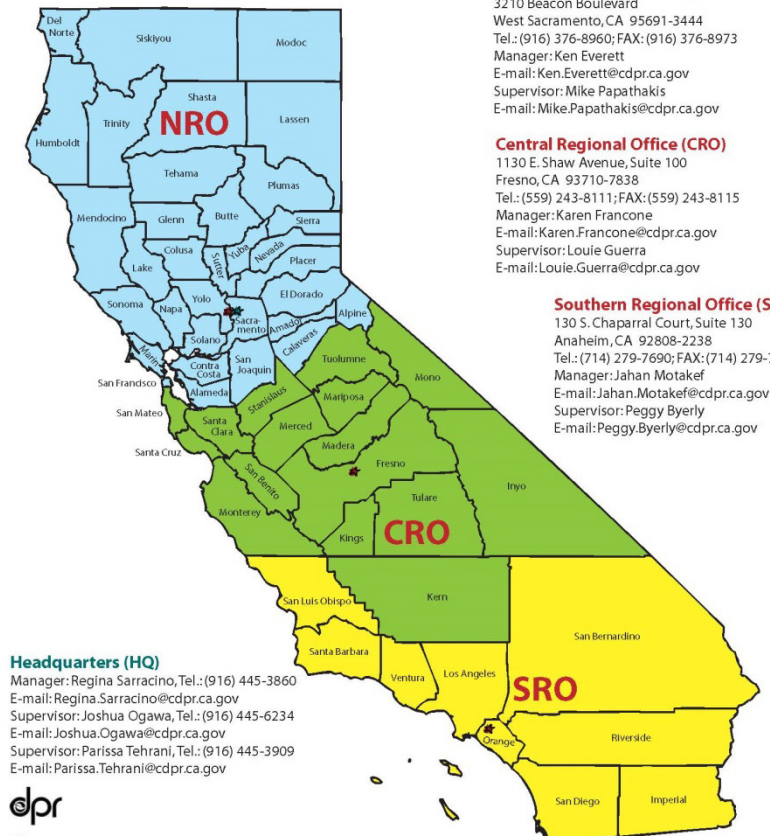 3210 Beacon Boulevard
West Sacramento, CA 95691-3444
Tel.: (916) 376-8960; FAX: (916) 376-8973
Manager: Ken Everett
E-mail: Ken.Everett@cdpr.ca.gov
Supervisor: Mike Papathakis
E-mail: Mike.Papathakis@cdpr.ca.gov
Central Regional Office (CRO)
1130 E. Shaw Avenue, Suite 100
Fresno, CA 93710-7838
Tel.: (559) 243-8111; FAX: (559) 243-8115
Manager: Karen Francone
E-mail: Karen.Francone@cdpr.ca.gov
Supervisor: Louie Guerra
E-mail: Louie.Guerra@cdpr.ca.gov
Southern Regional Office (S
130 S. Chaparral Court, Suite 130
Anaheim, CA 92808-2238
Tel.: (714) 279-7690; FAX: (714) 279-7
Manager: Jahan Motakef
E-mail: Jahan.Motakef@cdpr.ca.gov
Supervisor: Peggy Byerly
E-mail: Peggy.Byerly@cdpr.ca.gov
Del
Norte
Siskiyou
Modoc
Humboldt
Trinity
Shasta
NRO
Lassen
Tehama
Plumas
Mendocino
Glenn
Butte
Sierra
Colusa
Lake
Sutter
Yuba
Nevada
Placer
Sonoma
Napa
Yolo
El Dorado
Sacra-
mento
Amador
Alpine
Solano
Calaveras
Marin
Contra
Costa
San
Joaquin
Tuolumne
San Francisco
Alameda
Stanislaus
Mono
San Mateo
Santa
Clara
Merced
Mariposa
Santa Cruz
Madera
Fresno
San Benito
Inyo
Monterey
Tulare
Kings
CRO
San Luis Obispo
Kern
San Bernardino
Santa Barbara
Ventura
Los Angeles
SRO
Orange
Riverside
San Diego
Imperial
Headquarters (HQ)
Manager: Regina Sarracino, Tel.: (916) 445-3860
E-mail: Regina.Sarracino@cdpr.ca.gov
Supervisor: Joshua Ogawa, Tel.: (916) 445-6234
E-mail: Joshua.Ogawa@cdpr.ca.gov
Supervisor: Parissa Tehrani, Tel.: (916) 445-3909
E-mail: Parissa.Tehrani@cdpr.ca.gov
dpr